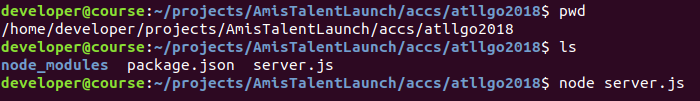 developer@course:~/projects/AmisTalentLaunch/accs/atllgo2018$ pwd
/home/developer/projects/AmisTalentLaunch/accs/atllgo2018
developer@course:~/projects/AmisTalentLaunch/accs/atllgo2018$ ls
node_modules  package.json  server.js
developer@course:~/projects/AmisTalentLaunch/accs/atllgo2018$ node server.js